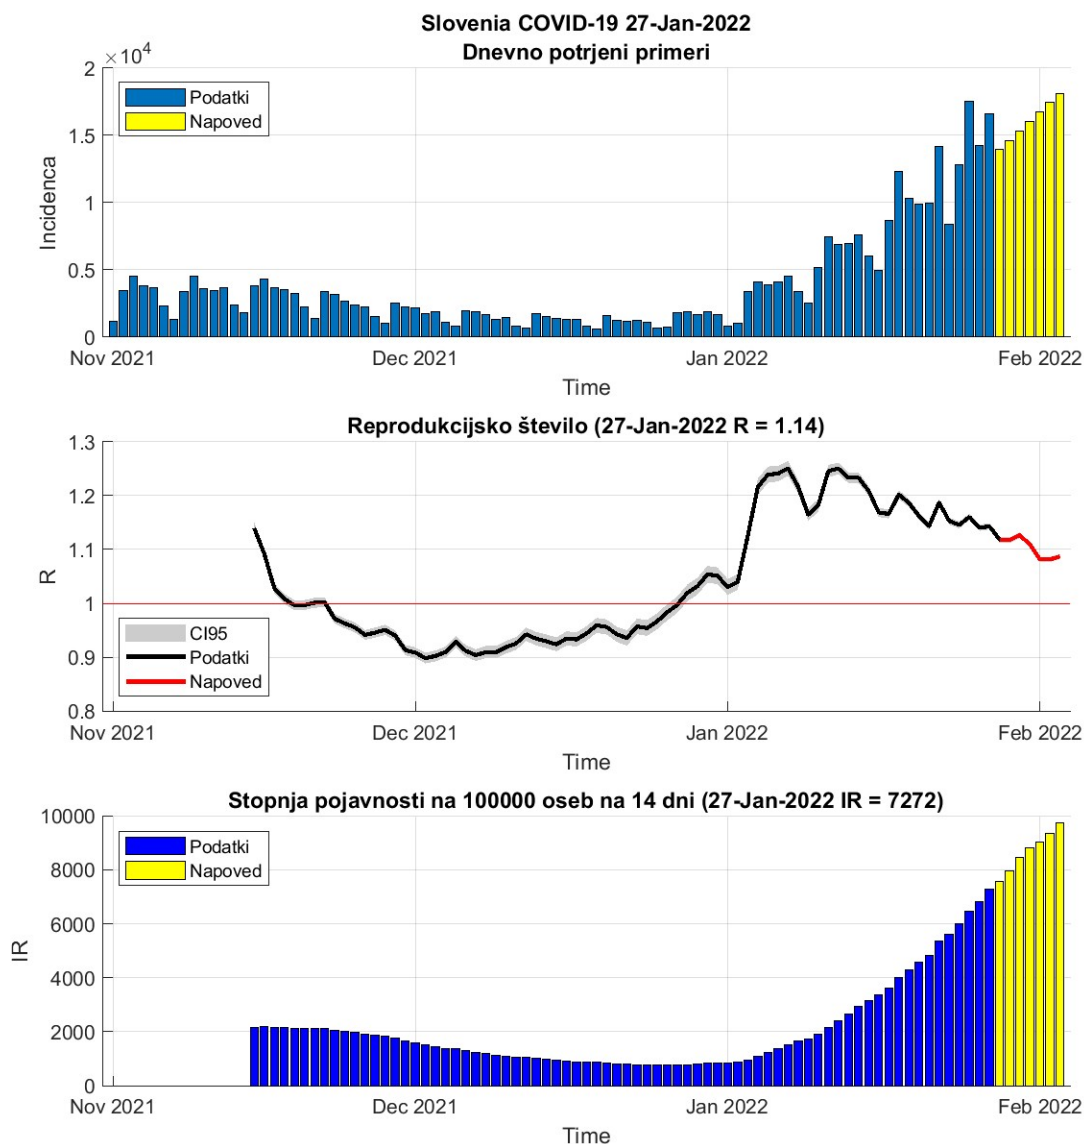 Slovenia COVID-19 27-Jan-2022
Dnevno potrjeni primeri
×10⁴
2
1.5
1
0.5
0
Incidenca
Podatki
Napoved
Nov 2021 Dec 2021 Jan 2022 Feb 2022
Time
Reprodukcijsko število (27-Jan-2022 R = 1.14)
1.3
1.2
1.1
1
0.9
0.8
R
CI95
Podatki
Napoved
Nov 2021 Dec 2021 Jan 2022 Feb 2022
Time
Stopnja pojavnosti na 100000 oseb na 14 dni (27-Jan-2022 IR = 7272)
10000
8000
6000
4000
2000
0
IR
Podatki
Napoved
Nov 2021 Dec 2021 Jan 2022 Feb 2022
Time